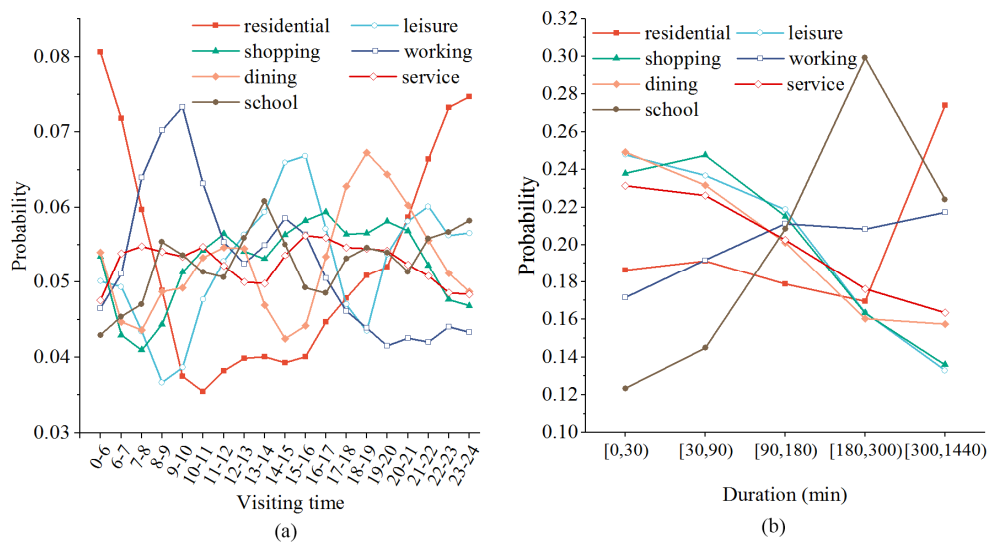 residential
leisure
shopping
working
dining
service
school
0.08
0.07
0.06
0.05
0.04
0.03
Probability
0-6
6-7
7-8
8-9
9-10
10-11
11-12
12-13
13-14
14-15
15-16
16-17
17-18
18-19
19-20
20-21
21-22
22-23
23-24
Visiting time
(a)
residential
leisure
shopping
working
dining
service
school
0.32
0.30
0.28
0.26
0.24
0.22
0.20
0.18
0.16
0.14
0.12
0.10
Probability
[0,30)
[30,90)
[90,180)
[180,300)
[300,1440)
Duration (min)
(b)